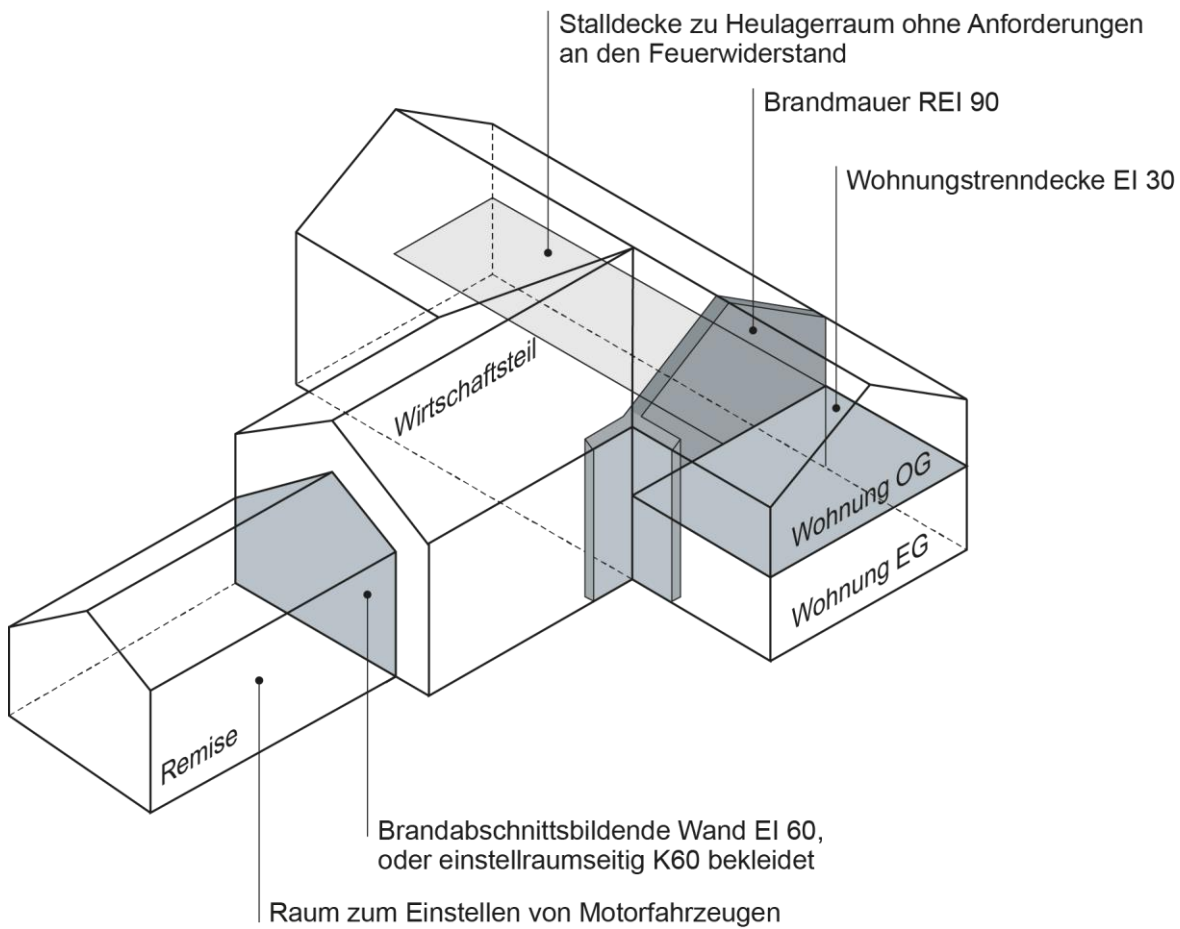 Stalldecke zu Heulagerraum ohne Anforderungen
an den Feuerwiderstand
Brandmauer REI 90
Wohnungstrenndecke EI 30
Wirtschaftsteil
Wohnung OG
Wohnung EG
Remise
Brandabschnittsbildende Wand EI 60,
oder einstellraumseitig K60 bekleidet
Raum zum Einstellen von Motorfahrzeugen